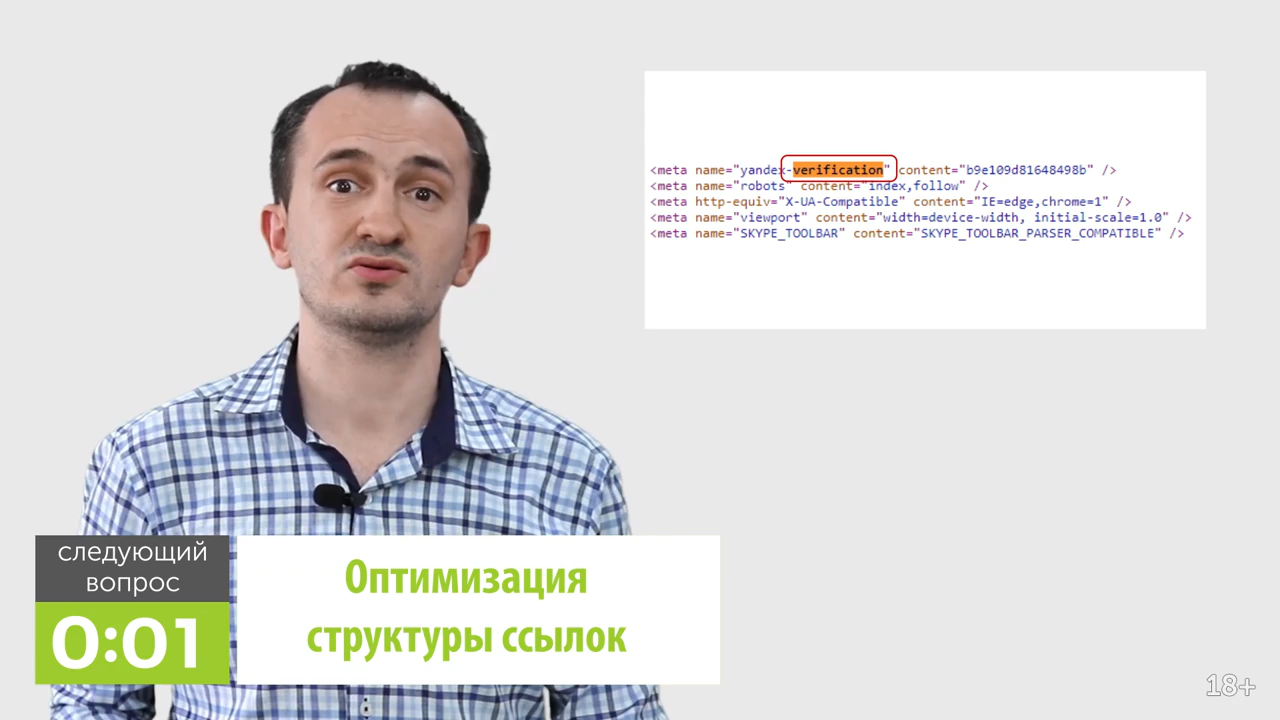 <meta name="yandex-verification" content="b9e109d81648498b" />
<meta name="robots" content="index,follow" />
<meta http-equiv="X-UA-Compatible" content="IE=edge,chrome=1" />
<meta name="viewport" content="width=device-width, initial-scale=1.0" />
<meta name="SKYPE_TOOLBAR" content="SKYPE_TOOLBAR_PARSER_COMPATIBLE" />
следующий
вопрос
0:01
Оптимизация
структуры ссылок
18+